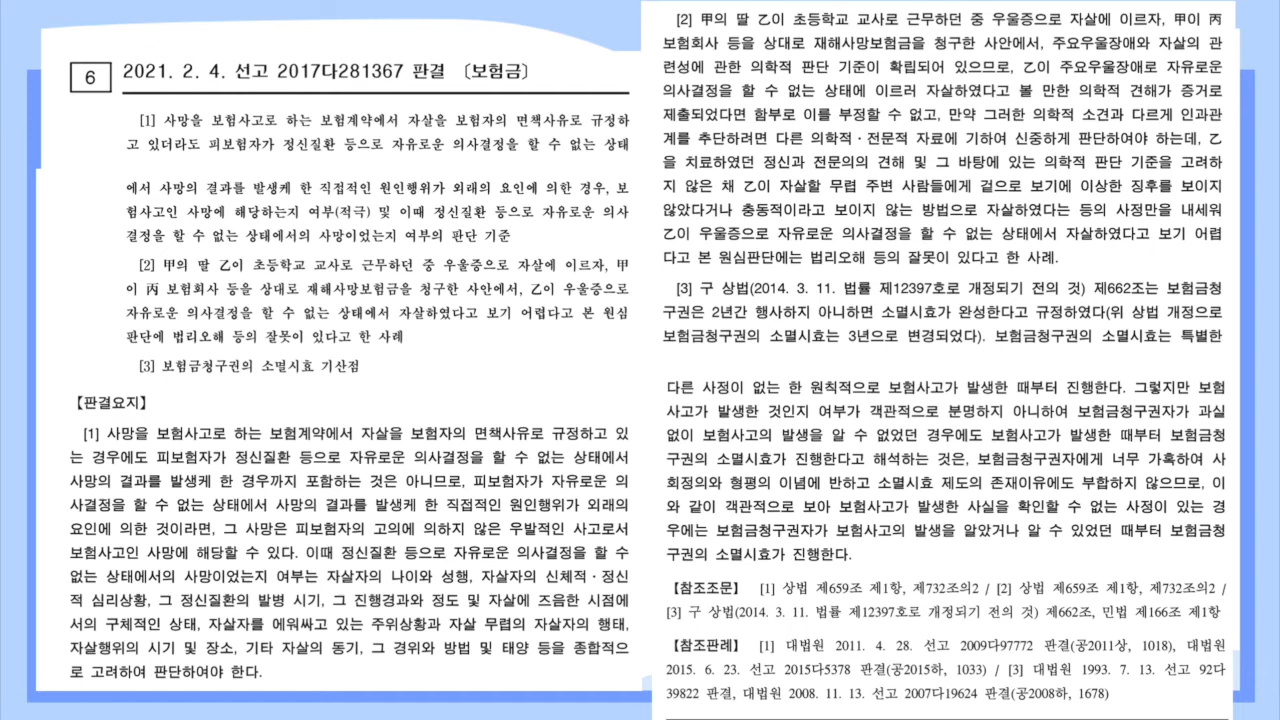 6
2021. 2. 4. 선고 2017다281367 판결 〔보험금〕
[1] 사망을 보험사고로 하는 보험계약에서 자살을 보험자의 면책사유로 규정하
고 있더라도 피보험자가 정신질환 등으로 자유로운 의사결정을 할 수 없는 상태
에서 사망의 결과를 발생케 한 직접적인 원인행위가 외래의 요인에 의한 경우, 보
험사고인 사망에 해당하는지 여부(적극) 및 이때 정신질환 등으로 자유로운 의사
결정을 할 수 없는 상태에서의 사망이었는지 여부의 판단 기준
[2] 甲의 딸 乙이 초등학교 교사로 근무하던 중 우울증으로 자살에 이르자, 甲
이 丙 보험회사 등을 상대로 재해사망보험금을 청구한 사안에서, 乙이 우울증으로
자유로운 의사결정을 할 수 없는 상태에서 자살하였다고 보기 어렵다고 본 원심
판단에 법리오해 등의 잘못이 있다고 한 사례
[3] 보험금청구권의 소멸시효 기산점
【판결요지】
[1] 사망을 보험사고로 하는 보험계약에서 자살을 보험자의 면책사유로 규정하고 있
는 경우에도 피보험자가 정신질환 등으로 자유로운 의사결정을 할 수 없는 상태에서
사망의 결과를 발생케 한 경우까지 포함하는 것은 아니므로, 피보험자가 자유로운 의
사결정을 할 수 없는 상태에서 사망의 결과를 발생케 한 직접적인 원인행위가 외래의
요인에 의한 것이라면, 그 사망은 피보험자의 고의에 의하지 않은 우발적인 사고로서
보험사고인 사망에 해당할 수 있다. 이때 정신질환 등으로 자유로운 의사결정을 할 수
없는 상태에서의 사망이었는지 여부는 자살자의 나이와 성행, 자살자의 신체적·정신
적 심리상황, 그 정신질환의 발병 시기, 그 진행경과와 정도 및 자살에 즈음한 시점에
서의 구체적인 상태, 자살자를 에워싸고 있는 주위상황과 자살 무렵의 자살자의 행태,
자살행위의 시기 및 장소, 기타 자살의 동기, 그 경위와 방법 및 태양 등을 종합적으
로 고려하여 판단하여야 한다.
[2] 甲의 딸 乙이 초등학교 교사로 근무하던 중 우울증으로 자살에 이르자, 甲이 丙
보험회사 등을 상대로 재해사망보험금을 청구한 사안에서, 주요우울장애와 자살의 관
련성에 관한 의학적 판단 기준이 확립되어 있으므로, 乙이 주요우울장애로 자유로운
의사결정을 할 수 없는 상태에 이르러 자살하였다고 볼 만한 의학적 견해가 증거로
제출되었다면 함부로 이를 부정할 수 없고, 만약 그러한 의학적 소견과 다르게 인과관
계를 추단하려면 다른 의학적·전문적 자료에 기하여 신중하게 판단하여야 하는데, 乙
을 치료하였던 정신과 전문의의 견해 및 그 바탕에 있는 의학적 판단 기준을 고려하
지 않은 채 乙이 자살할 무렵 주변 사람들에게 겉으로 보기에 이상한 징후를 보이지
않았다거나 충동적이라고 보이지 않는 방법으로 자살하였다는 등의 사정만을 내세워
乙이 우울증으로 자유로운 의사결정을 할 수 없는 상태에서 자살하였다고 보기 어렵
다고 본 원심판단에는 법리오해 등의 잘못이 있다고 한 사례.
[3] 구 상법(2014. 3. 11. 법률 제12397호로 개정되기 전의 것) 제662조는 보험금청
구권은 2년간 행사하지 아니하면 소멸시효가 완성한다고 규정하였다(위 상법 개정으로
보험금청구권의 소멸시효는 3년으로 변경되었다). 보험금청구권의 소멸시효는 특별한
다른 사정이 없는 한 원칙적으로 보험사고가 발생한 때부터 진행한다. 그렇지만 보험
사고가 발생한 것인지 여부가 객관적으로 분명하지 아니하여 보험금청구권자가 과실
없이 보험사고의 발생을 알 수 없었던 경우에도 보험사고가 발생한 때부터 보험금청
구권의 소멸시효가 진행한다고 해석하는 것은, 보험금청구권자에게 너무 가혹하여 사
회정의와 형평의 이념에 반하고 소멸시효 제도의 존재이유에도 부합하지 않으므로, 이
와 같이 객관적으로 보아 보험사고가 발생한 사실을 확인할 수 없는 사정이 있는 경
우에는 보험금청구권자가 보험사고의 발생을 알았거나 알 수 있었던 때부터 보험금청
구권의 소멸시효가 진행한다.
【참조조문】 [1] 상법 제659조 제1항, 제732조의2 / [2] 상법 제659조 제1항, 제732조의2 /
[3] 구 상법(2014. 3. 11. 법률 제12397호로 개정되기 전의 것) 제662조, 민법 제166조 제1항
【참조판례】 [1] 대법원 2011. 4. 28. 선고 2009다97772 판결(공2011상, 1018), 대법원
2015. 6. 23. 선고 2015다5378 판결(공2015하, 1033) / [3] 대법원 1993. 7. 13. 선고 92다
39822 판결, 대법원 2008. 11. 13. 선고 2007다19624 판결(공2008하, 1678)